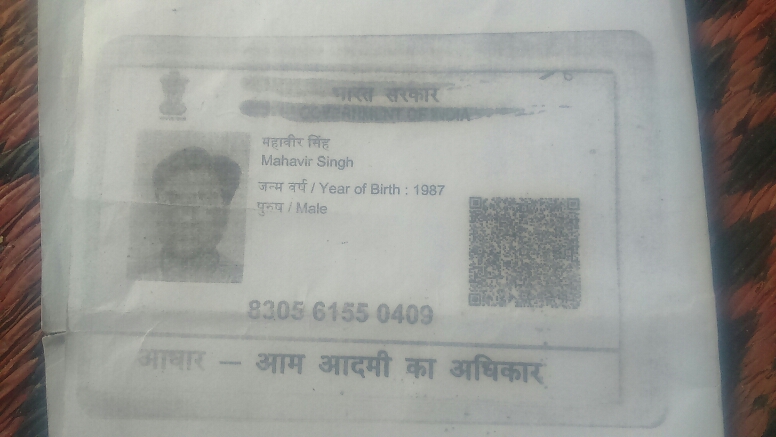 भारत सरकार
GOVERNMENT OF INDIA
महावीर सिंह
Mahavir Singh
जन्म वर्ष / Year of Birth : 1987
पुरुष / Male
8305 6155 0409
आधार — आम आदमी का अधिकार